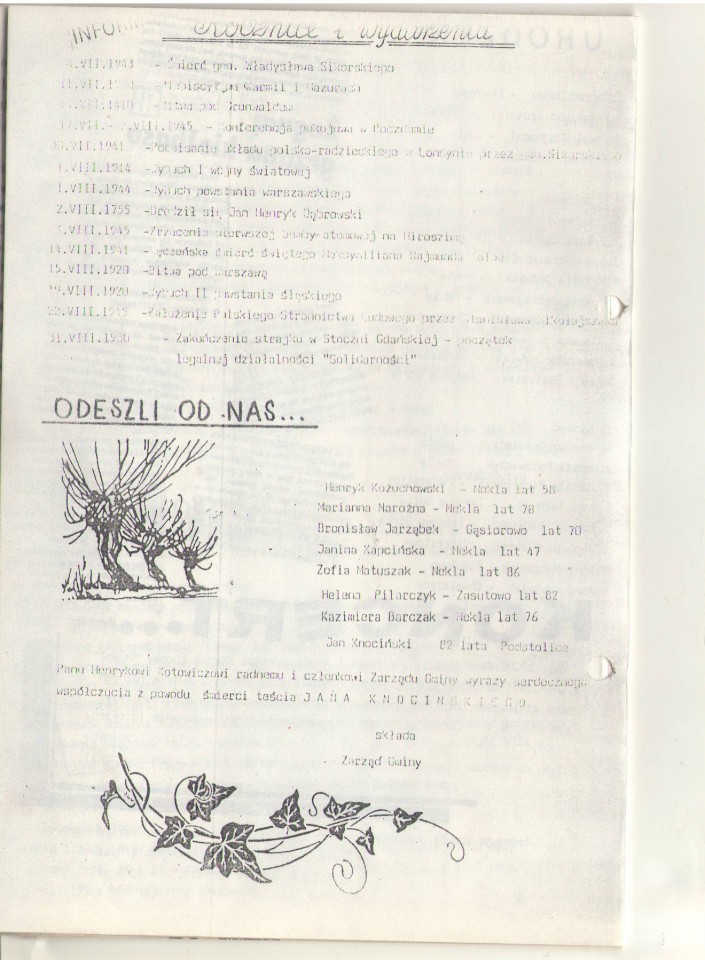 Rocznice i wydarzenia
.VII.1943 - Śmierć gen. Władysława Sikorskiego
.VII. - Plebiscyt na Warmii i Mazurach
.VII.1410 - Bitwa pod Grunwaldem
17.VII.- .VIII.1945 - Konferencja pokojowa w Poczdamie
30.VII.1941 -Podpisanie układu polsko-radzieckiego w Londynie przez gen.Sikorskiego
1.VIII.1914 -Wybuch I wojny światowej
1.VIII.1944 -Wybuch powstania warszawskiego
2.VIII.1755 -Urodził się Jan Henryk Dąbrowski
.VIII.1945 -Zrzucenie pierwszej bomby-atomowej na Hiroszimę
14.VIII.1941 - Męczeńska śmierć świętego Maksymiliana Rajmunda Kolbe
15.VIII.1920 -Bitwa pod Warszawą
19.VIII.1920 -Wybuch II powstania śląskiego
22.VIII.19 -Założenie Polskiego Stronnictwa Ludowego przez Stanisława Mikołajczyka
31.VIII.1980 - Zakończenie strajku w Stoczni Gdańskiej - początek
legalnej działalności "Solidarności"
ODESZLI OD NAS...
Henryk Kożuchowski - Nekla lat 58
Marianna Narożna - Nekla lat 78
Bronisław Jarząbek - Gąsiorowo lat 70
Janina Kapcińska - Nekla lat 47
Zofia Matuszak - Nekla lat 86
Helena Pilarczyk - Zasutowo lat 82
Kazimiera Barczak - Nekla lat 76
Jan Knociński 82 lata Podstolice
Panu Henrykowi Kotowiczowi radnemu i członkowi Zarządu Gminy wyrazy serdecznego
współczucia z powodu śmierci teścia J A N A K N O C I Ń S K I E G O
składa
Zarząd Gminy